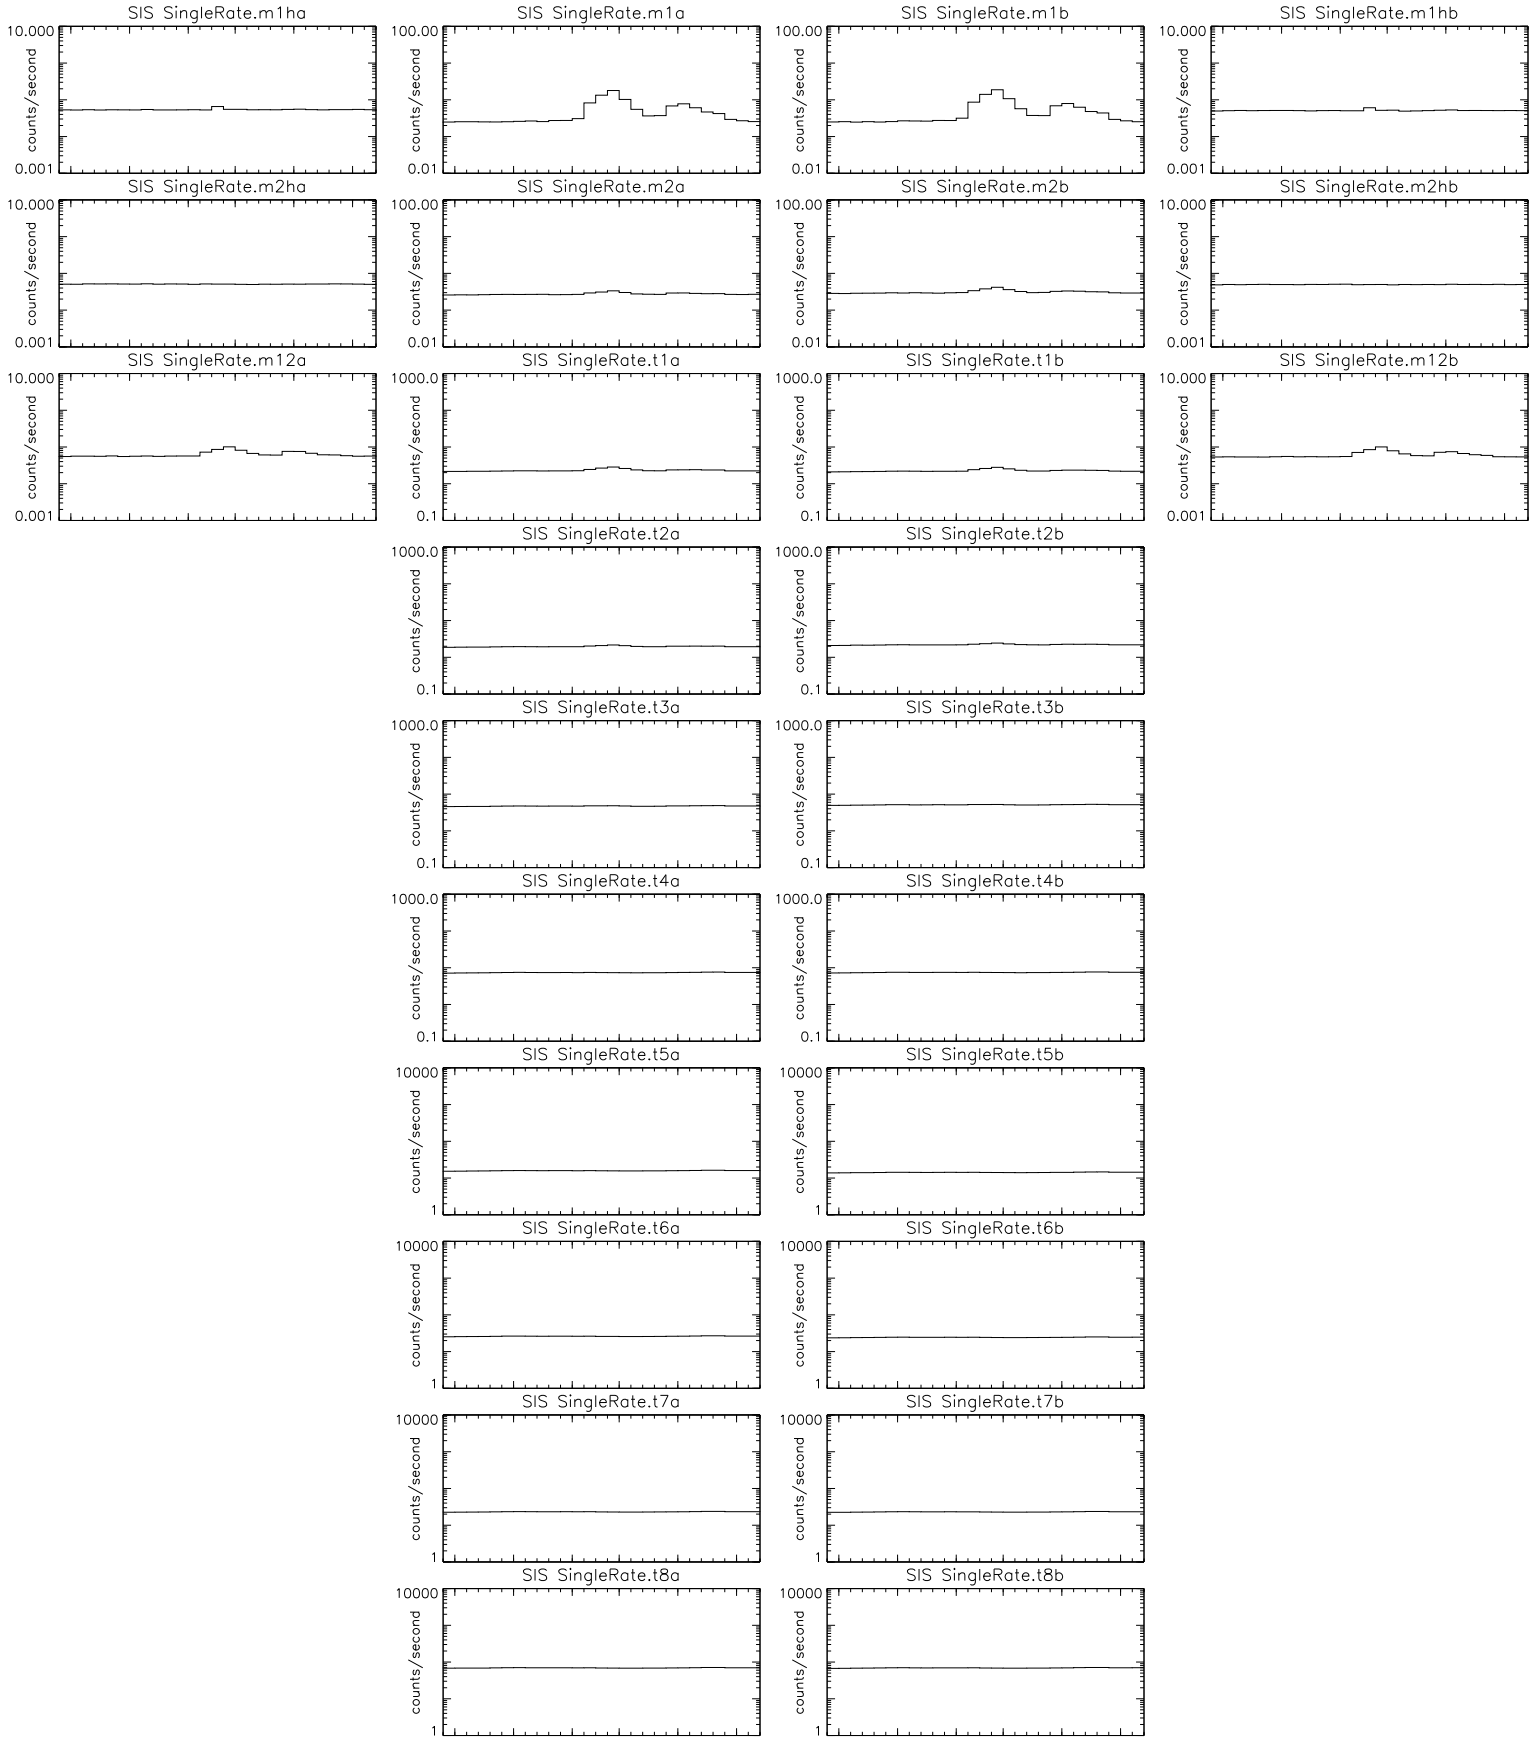 SIS SingleRate.m1ha
SIS SingleRate.m1a
SIS SingleRate.m1b
SIS SingleRate.m1hb
10.000
counts/second
0.001
100.00
counts/second
0.01
100.00
counts/second
0.01
10.000
counts/second
0.001
SIS SingleRate.m2ha
SIS SingleRate.m2a
SIS SingleRate.m2b
SIS SingleRate.m2hb
10.000
counts/second
0.001
100.00
counts/second
0.01
100.00
counts/second
0.01
10.000
counts/second
0.001
SIS SingleRate.m12a
SIS SingleRate.t1a
SIS SingleRate.t1b
SIS SingleRate.m12b
10.000
counts/second
0.001
1000.0
counts/second
0.1
1000.0
counts/second
0.1
10.000
counts/second
0.001
SIS SingleRate.t2a
SIS SingleRate.t2b
1000.0
counts/second
0.1
1000.0
counts/second
0.1
SIS SingleRate.t3a
SIS SingleRate.t3b
1000.0
counts/second
0.1
1000.0
counts/second
0.1
SIS SingleRate.t4a
SIS SingleRate.t4b
1000.0
counts/second
0.1
1000.0
counts/second
0.1
SIS SingleRate.t5a
SIS SingleRate.t5b
10000
counts/second
1
10000
counts/second
1
SIS SingleRate.t6a
SIS SingleRate.t6b
10000
counts/second
1
10000
counts/second
1
SIS SingleRate.t7a
SIS SingleRate.t7b
10000
counts/second
1
10000
counts/second
1
SIS SingleRate.t8a
SIS SingleRate.t8b
10000
counts/second
1
10000
counts/second
1